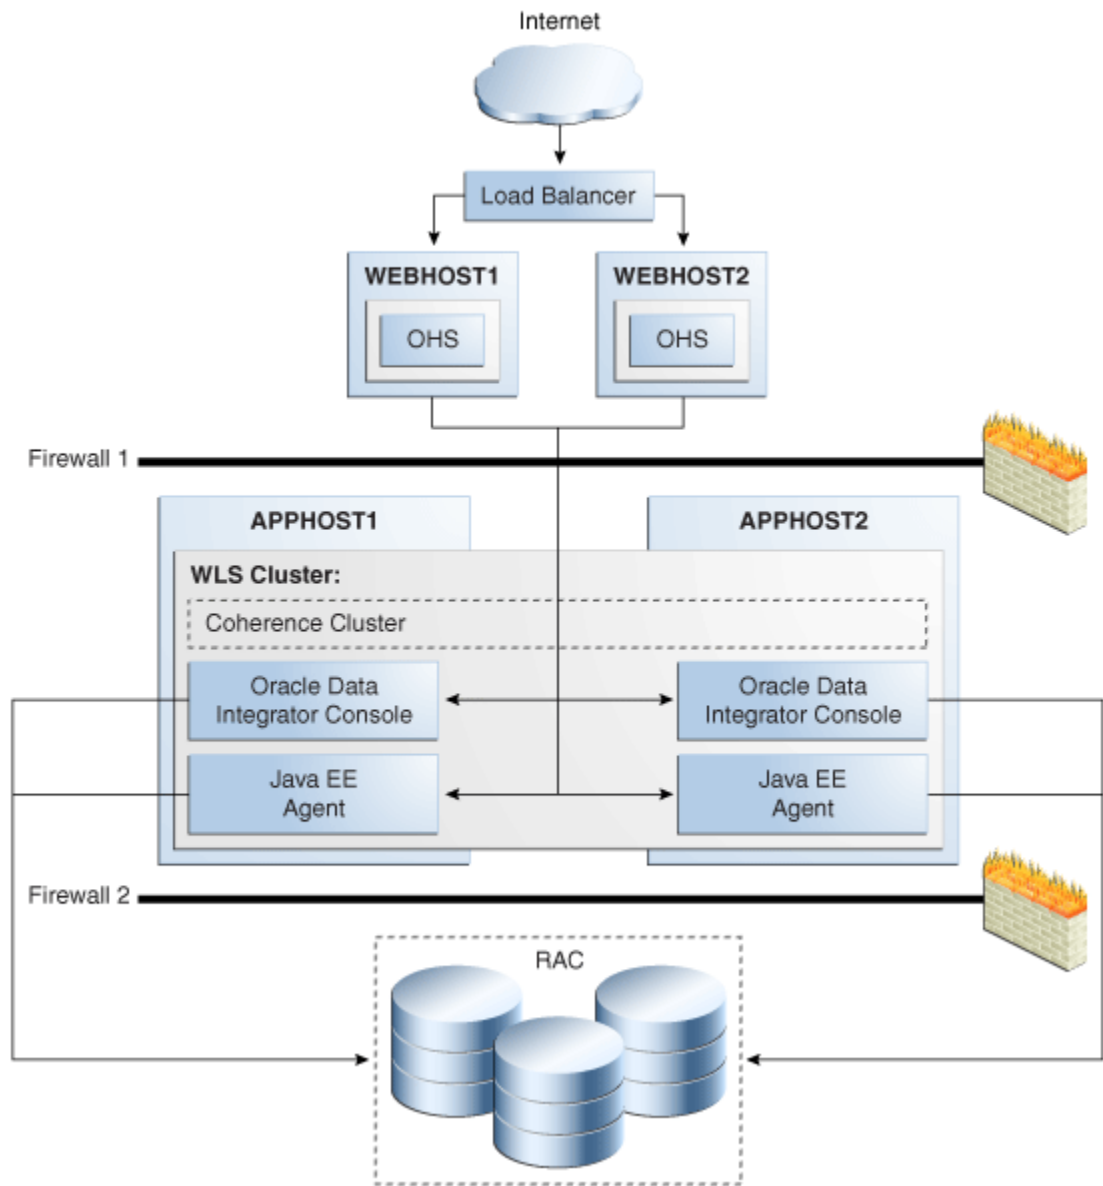 Internet
Load Balancer
WEBHOST1
WEBHOST2
OHS
OHS
Firewall 1
APPHOST1
APPHOST2
WLS Cluster:
Coherence Cluster
Oracle Data
Integrator Console
Oracle Data
Integrator Console
Java EE
Agent
Java EE
Agent
Firewall 2
RAC